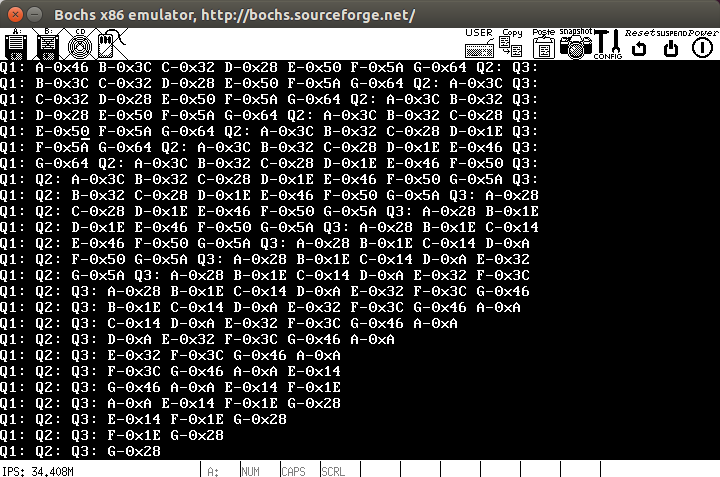 Bochs x86 emulator, http://bochs.sourceforge.net/
A: B: CD USER Copy Paste snapshot CONFIG Reset SUSPEND Power
Q1: A-0x46 B-0x3C C-0x32 D-0x28 E-0x50 F-0x5A G-0x64 Q2: Q3:
Q1: B-0x3C C-0x32 D-0x28 E-0x50 F-0x5A G-0x64 Q2: A-0x3C Q3:
Q1: C-0x32 D-0x28 E-0x50 F-0x5A G-0x64 Q2: A-0x3C B-0x32 Q3:
Q1: D-0x28 E-0x50 F-0x5A G-0x64 Q2: A-0x3C B-0x32 C-0x28 Q3:
Q1: E-0x50 F-0x5A G-0x64 Q2: A-0x3C B-0x32 C-0x28 D-0x1E Q3:
Q1: F-0x5A G-0x64 Q2: A-0x3C B-0x32 C-0x28 D-0x1E E-0x46 Q3:
Q1: G-0x64 Q2: A-0x3C B-0x32 C-0x28 D-0x1E E-0x46 F-0x50 Q3:
Q1: Q2: A-0x3C B-0x32 C-0x28 D-0x1E E-0x46 F-0x50 G-0x5A Q3:
Q1: Q2: B-0x32 C-0x28 D-0x1E E-0x46 F-0x50 G-0x5A Q3: A-0x28
Q1: Q2: C-0x28 D-0x1E E-0x46 F-0x50 G-0x5A Q3: A-0x28 B-0x1E
Q1: Q2: D-0x1E E-0x46 F-0x50 G-0x5A Q3: A-0x28 B-0x1E C-0x14
Q1: Q2: E-0x46 F-0x50 G-0x5A Q3: A-0x28 B-0x1E C-0x14 D-0xA
Q1: Q2: F-0x50 G-0x5A Q3: A-0x28 B-0x1E C-0x14 D-0xA E-0x32
Q1: Q2: G-0x5A Q3: A-0x28 B-0x1E C-0x14 D-0xA E-0x32 F-0x3C
Q1: Q2: Q3: A-0x28 B-0x1E C-0x14 D-0xA E-0x32 F-0x3C G-0x46
Q1: Q2: Q3: B-0x1E C-0x14 D-0xA E-0x32 F-0x3C G-0x46 A-0xA
Q1: Q2: Q3: C-0x14 D-0xA E-0x32 F-0x3C G-0x46 A-0xA
Q1: Q2: Q3: D-0xA E-0x32 F-0x3C G-0x46 A-0xA
Q1: Q2: Q3: E-0x32 F-0x3C G-0x46 A-0xA
Q1: Q2: Q3: F-0x3C G-0x46 A-0xA E-0x14
Q1: Q2: Q3: G-0x46 A-0xA E-0x14 F-0x1E
Q1: Q2: Q3: A-0xA E-0x14 F-0x1E G-0x28
Q1: Q2: Q3: E-0x14 F-0x1E G-0x28
Q1: Q2: Q3: F-0x1E G-0x28
Q1: Q2: Q3: G-0x28
IPS: 34.408M A: NUM CAPS SCRL